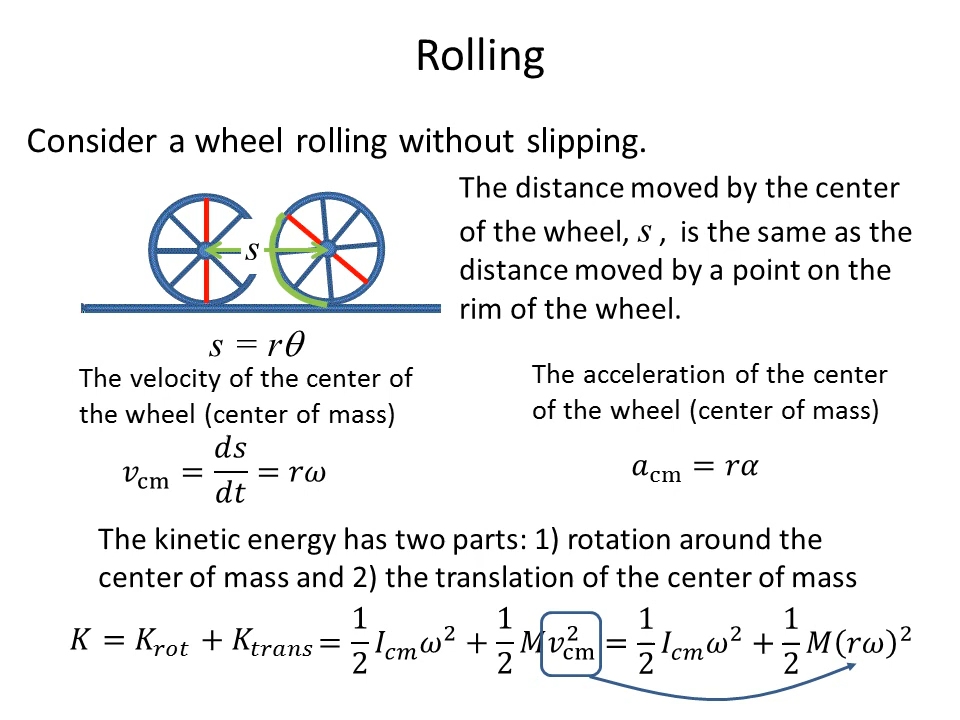 Rolling
Consider a wheel rolling without slipping.
The distance moved by the center
of the wheel, s , is the same as the
distance moved by a point on the
rim of the wheel.
s
s = rθ
The velocity of the center of
the wheel (center of mass)
v_cm = ds/dt = rω
The acceleration of the center
of the wheel (center of mass)
a_cm = rα
The kinetic energy has two parts: 1) rotation around the
center of mass and 2) the translation of the center of mass
K = K_rot + K_trans = 1/2 I_cm ω² + 1/2 M v_cm² = 1/2 I_cm ω² + 1/2 M(rω)²